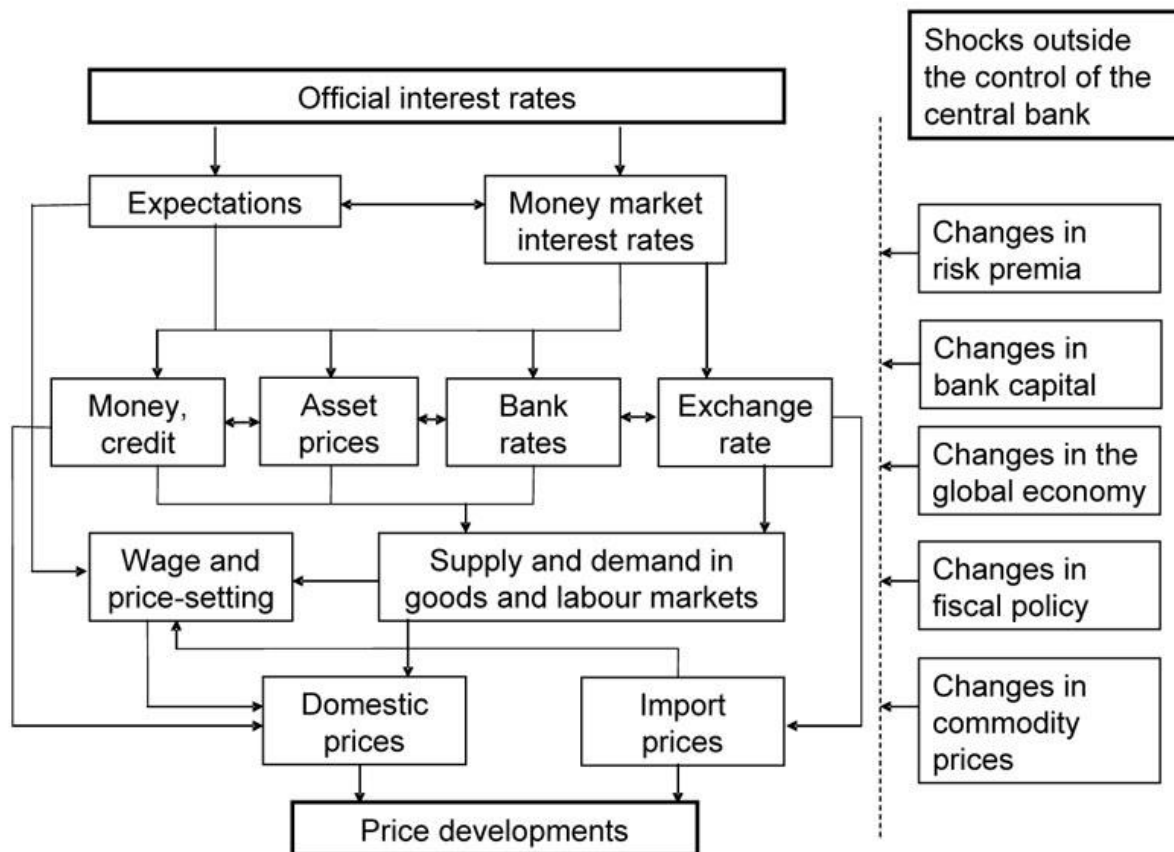 Official interest rates
Shocks outside
the control of the
central bank
Expectations
Money market
interest rates
Changes in
risk premia
Money,
credit
Asset
prices
Bank
rates
Exchange
rate
Changes in
bank capital
Changes in the
global economy
Wage and
price-setting
Supply and demand in
goods and labour markets
Changes in
fiscal policy
Domestic
prices
Import
prices
Changes in
commodity
prices
Price developments